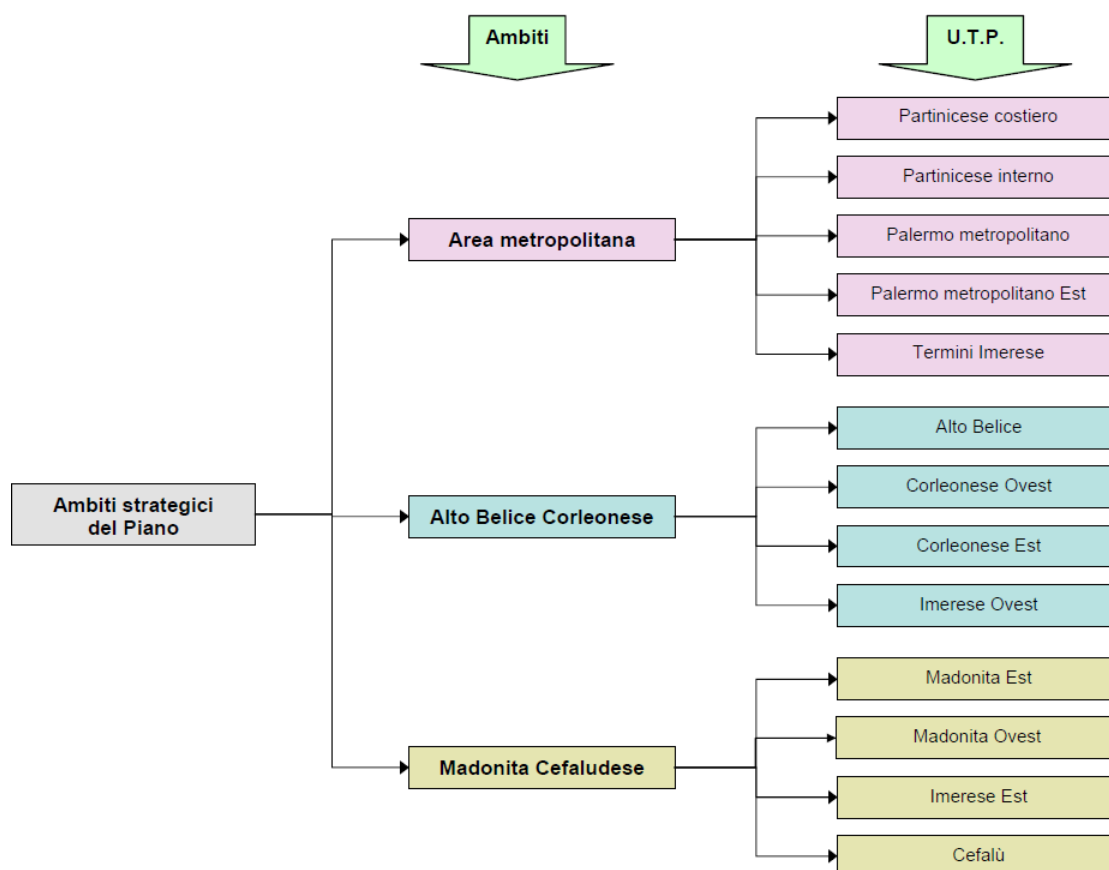 Ambiti
U.T.P.
Partinicese costiero
Partinicese interno
Area metropolitana
Palermo metropolitano
Palermo metropolitano Est
Termini Imerese
Alto Belice
Ambiti strategici
del Piano
Alto Belice Corleonese
Corleonese Ovest
Corleonese Est
Imerese Ovest
Madonita Est
Madonita Ovest
Madonita Cefaludese
Imerese Est
Cefalù